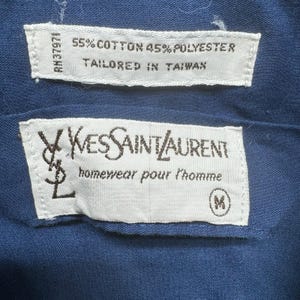 RN37971
55% COTTON 45% POLYESTER
TAILORED IN TAIWAN
YSL
YVES SAINT LAURENT
homewear pour l'homme
M